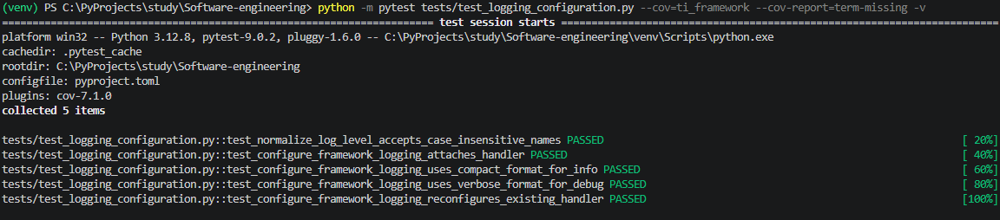 (venv) PS C:\PyProjects\study\Software-engineering> python -m pytest tests/test_logging_configuration.py --cov=ti_framework --cov-report=term-missing -v
================================================================== test session starts ===================================================================
platform win32 -- Python 3.12.8, pytest-9.0.2, pluggy-1.6.0 -- C:\PyProjects\study\Software-engineering\venv\Scripts\python.exe
cachedir: .pytest_cache
rootdir: C:\PyProjects\study\Software-engineering
configfile: pyproject.toml
plugins: cov-7.1.0
collected 5 items
tests/test_logging_configuration.py::test_normalize_log_level_accepts_case_insensitive_names PASSED [ 20%]
tests/test_logging_configuration.py::test_configure_framework_logging_attaches_handler PASSED [ 40%]
tests/test_logging_configuration.py::test_configure_framework_logging_uses_compact_format_for_info PASSED [ 60%]
tests/test_logging_configuration.py::test_configure_framework_logging_uses_verbose_format_for_debug PASSED [ 80%]
tests/test_logging_configuration.py::test_configure_framework_logging_reconfigures_existing_handler PASSED [100%]